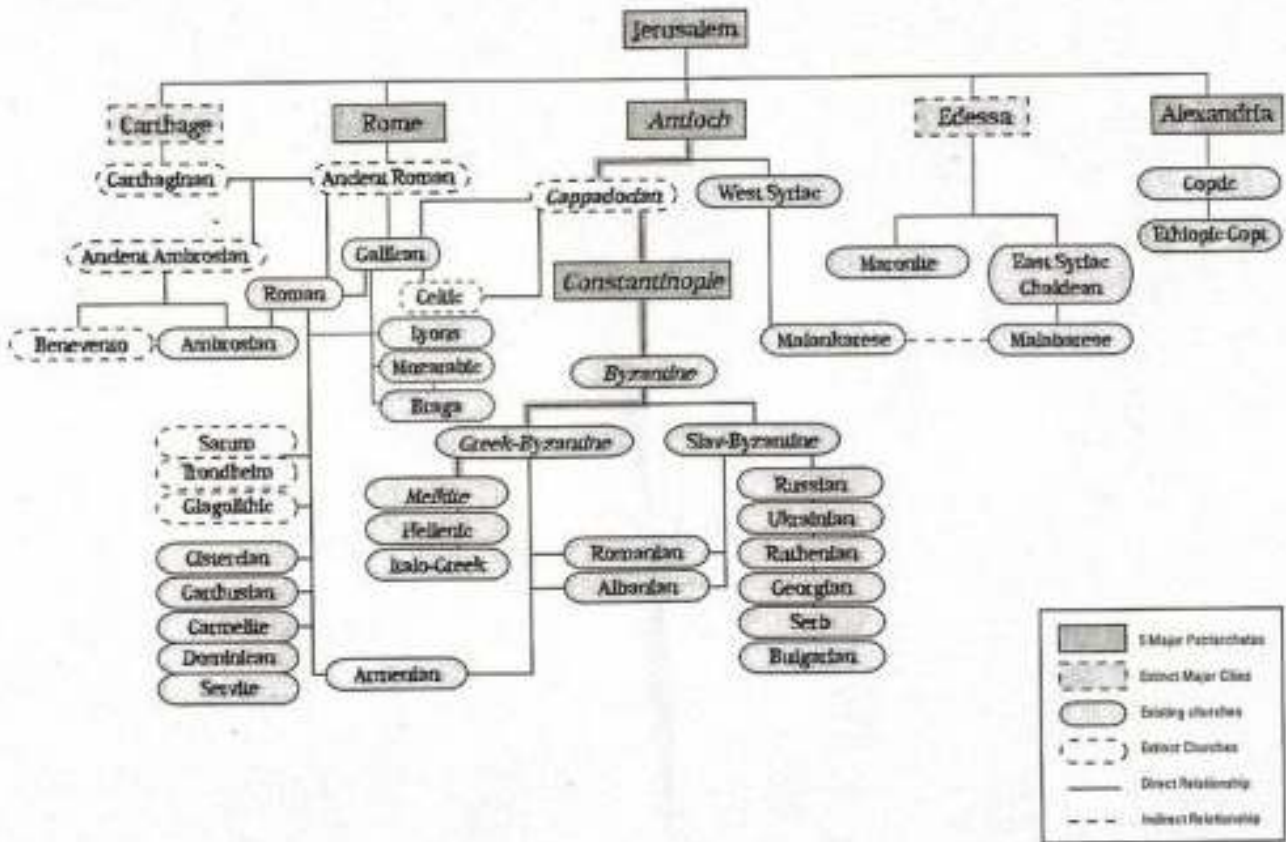 Jerusalem
Carthage
Rome
Antioch
Edessa
Alexandria
Carthaginan
Ancient Roman
Cappadocian
West Syriac
Coptic
Ethiopic Copt
Ancient Ambrosian
Gallican
Maronite
East Syriac
Chaldean
Roman
Celtic
Constantinople
Benevento
Ambrosian
Lyons
Malankarese
Malabarese
Mozarabic
Byzantine
Braga
Greek-Byzantine
Slav-Byzantine
Sarum
Trondheim
Glagolithic
Melkite
Hellenic
Italo-Greek
Russian
Ukrainian
Ruthenian
Georgian
Serb
Bulgarian
Romanian
Albanian
Cistercian
Carthusian
Carmelite
Dominican
Servite
Armenian
5 Major Patriarchates
Extinct Major Cities
Existing churches
Extinct Churches
Direct Relationship
Indirect Relationship